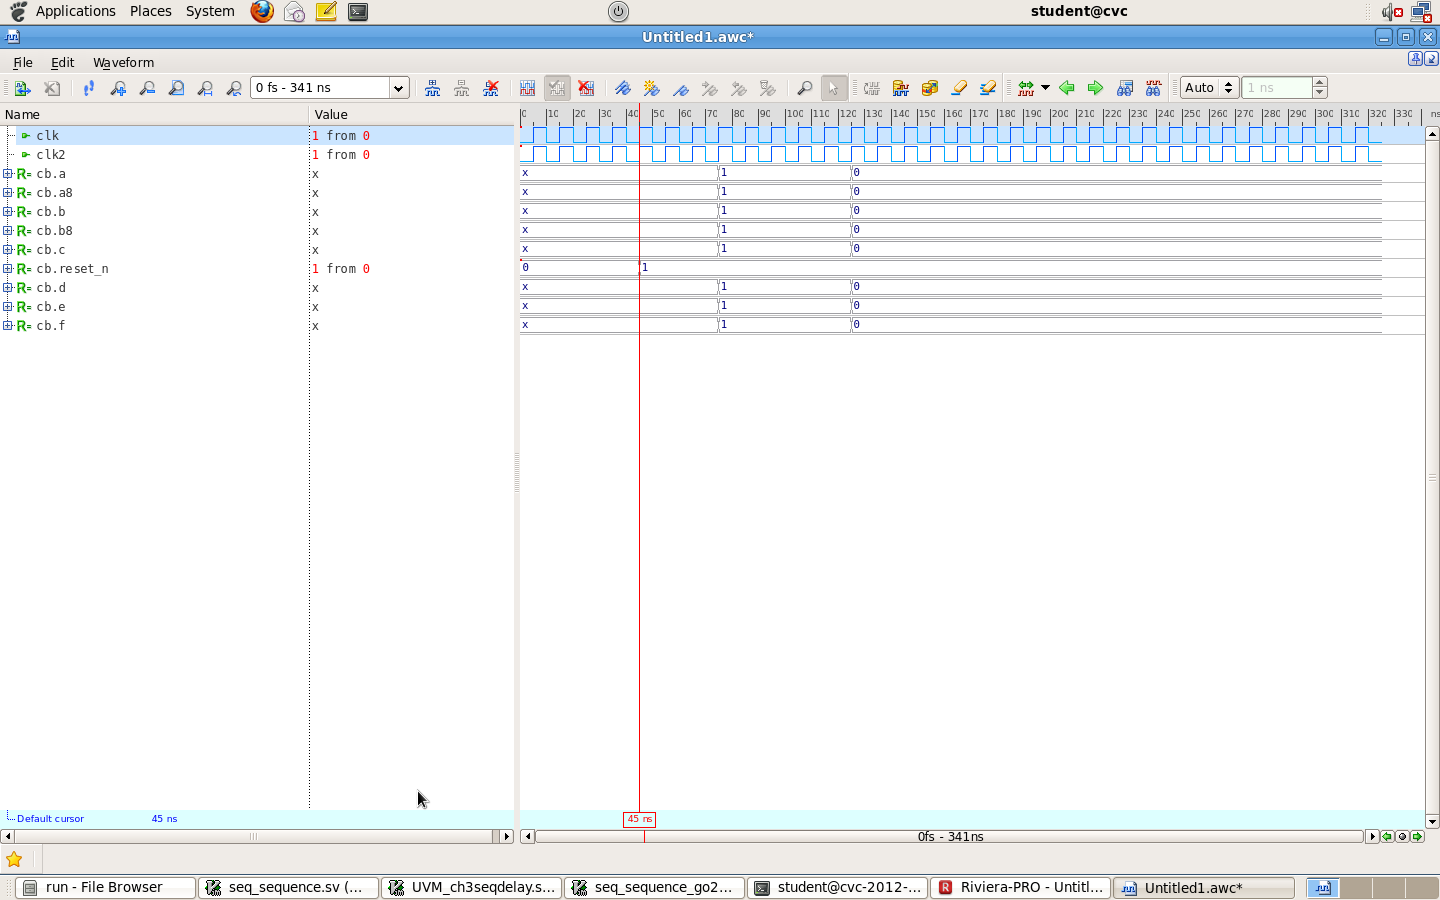 Applications Places System student@cvc
Untitled1.awc*
File Edit Waveform
0 fs - 341 ns Auto 1 ns
Name Value 0 10 20 30 40 50 60 70 80 90 100 110 120 130 140 150 160 170 180 190 200 210 220 230 240 250 260 270 280 290 300 310 320 330 ns
clk 1 from 0
clk2 1 from 0
cb.a x x 1 0
cb.a8 x x 1 0
cb.b x x 1 0
cb.b8 x x 1 0
cb.c x x 1 0
cb.reset_n 1 from 0 0 1
cb.d x x 1 0
cb.e x x 1 0
cb.f x x 1 0
Default cursor 45 ns 45 ns
0fs - 341ns
run - File Browser seq_sequence.sv (... UVM_ch3seqdelay.s... seq_sequence_go2... student@cvc-2012-... Riviera-PRO - Untitl... Untitled1.awc*